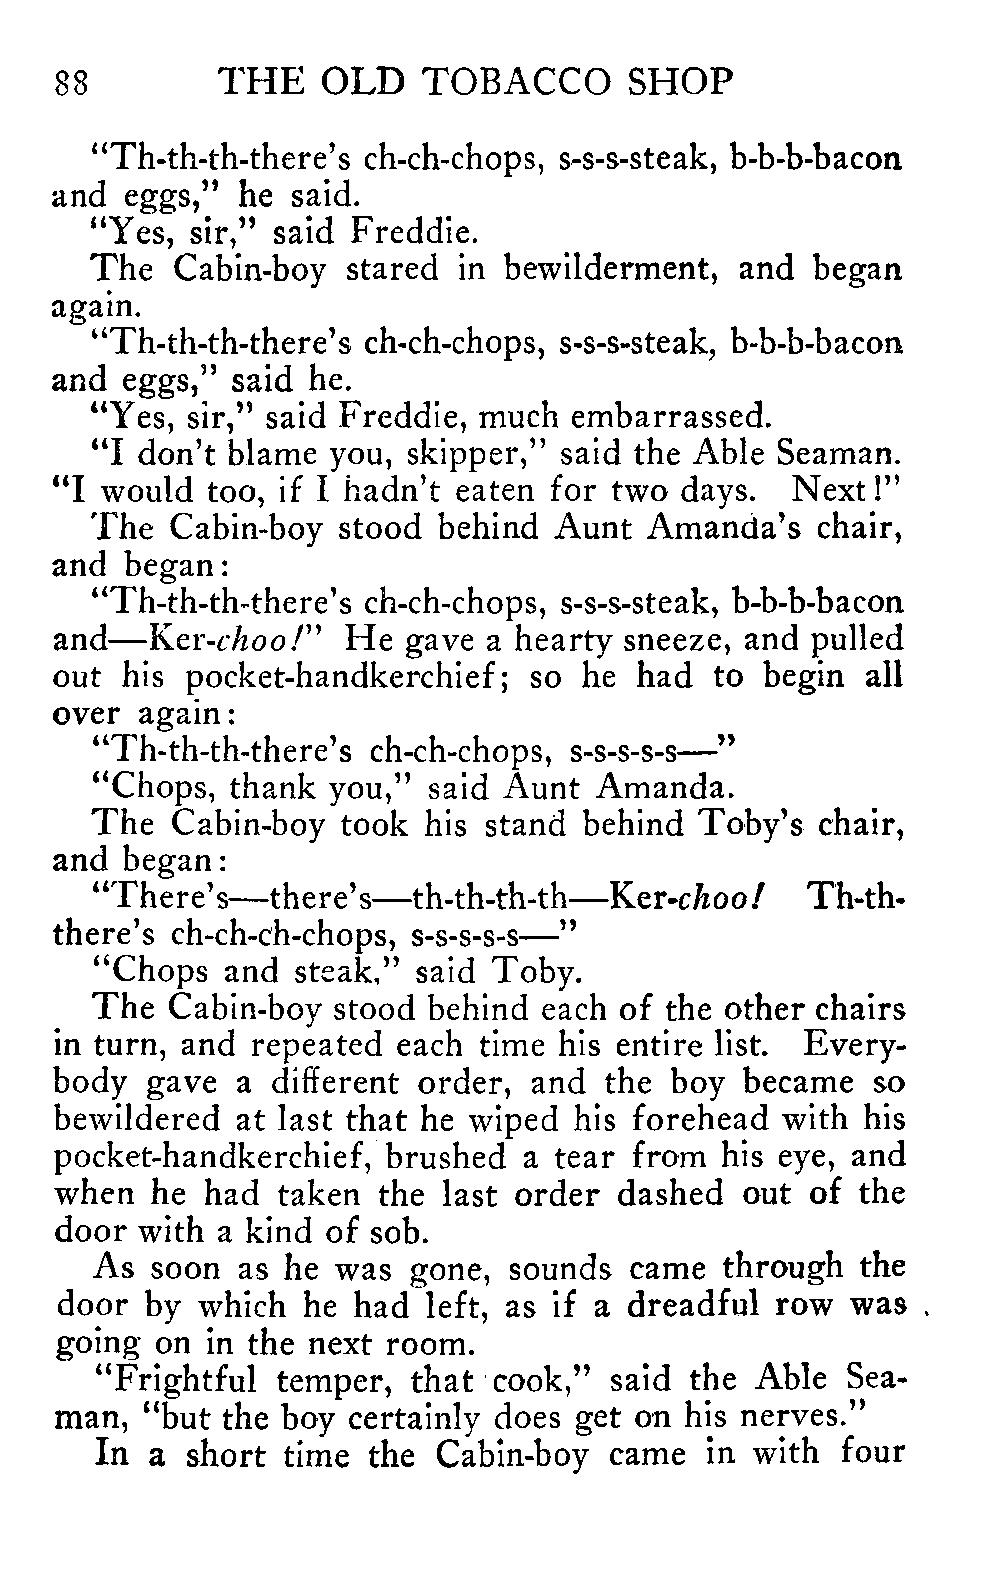 88 THE OLD TOBACCO SHOP
“Th-th-th-there’s ch-ch-chops, s-s-s-steak, b-b-b-bacon
and eggs,” he said.
“Yes, sir,” said Freddie.
The Cabin-boy stared in bewilderment, and began
again.
“Th-th-th-there’s ch-ch-chops, s-s-s-steak, b-b-b-bacon
and eggs,” said he.
“Yes, sir,” said Freddie, much embarrassed.
“I don’t blame you, skipper,” said the Able Seaman.
“I would too, if I hadn’t eaten for two days. Next!”
The Cabin-boy stood behind Aunt Amanda’s chair,
and began:
“Th-th-th-there’s ch-ch-chops, s-s-s-steak, b-b-b-bacon
and—Ker-choo!” He gave a hearty sneeze, and pulled
out his pocket-handkerchief; so he had to begin all
over again:
“Th-th-th-there’s ch-ch-chops, s-s-s-s-s—”
“Chops, thank you,” said Aunt Amanda.
The Cabin-boy took his stand behind Toby’s chair,
and began:
“There’s—there’s—th-th-th-th—Ker-choo! Th-th-
there’s ch-ch-ch-chops, s-s-s-s-s—”
“Chops and steak,” said Toby.
The Cabin-boy stood behind each of the other chairs
in turn, and repeated each time his entire list. Every-
body gave a different order, and the boy became so
bewildered at last that he wiped his forehead with his
pocket-handkerchief, brushed a tear from his eye, and
when he had taken the last order dashed out of the
door with a kind of sob.
As soon as he was gone, sounds came through the
door by which he had left, as if a dreadful row was
going on in the next room.
“Frightful temper, that cook,” said the Able Sea-
man, “but the boy certainly does get on his nerves.”
In a short time the Cabin-boy came in with four